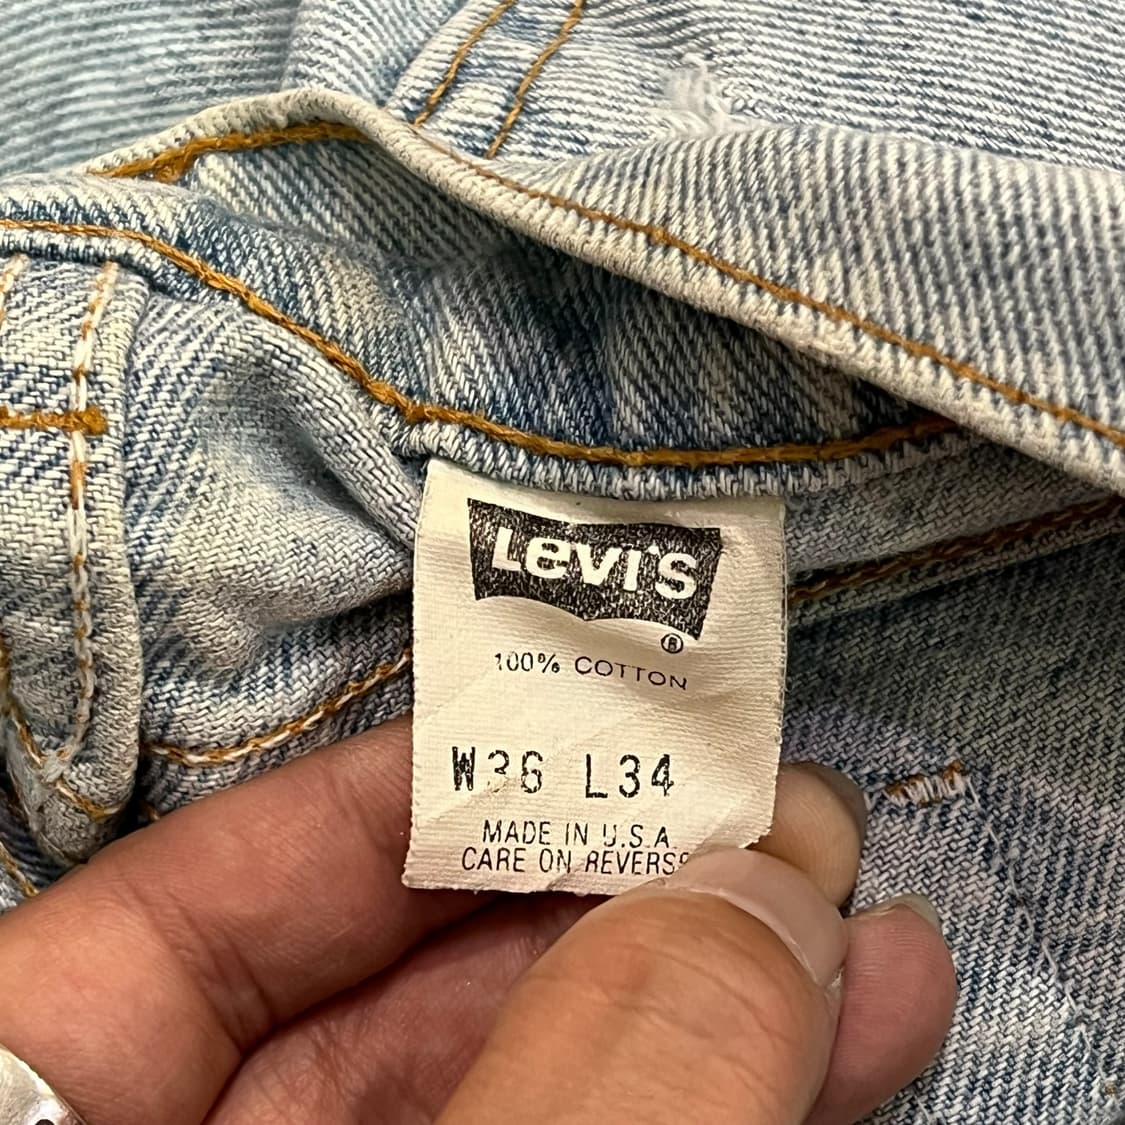 Levi's
®
100% COTTON
W36 L34
MADE IN U.S.A.
CARE ON REVERSE